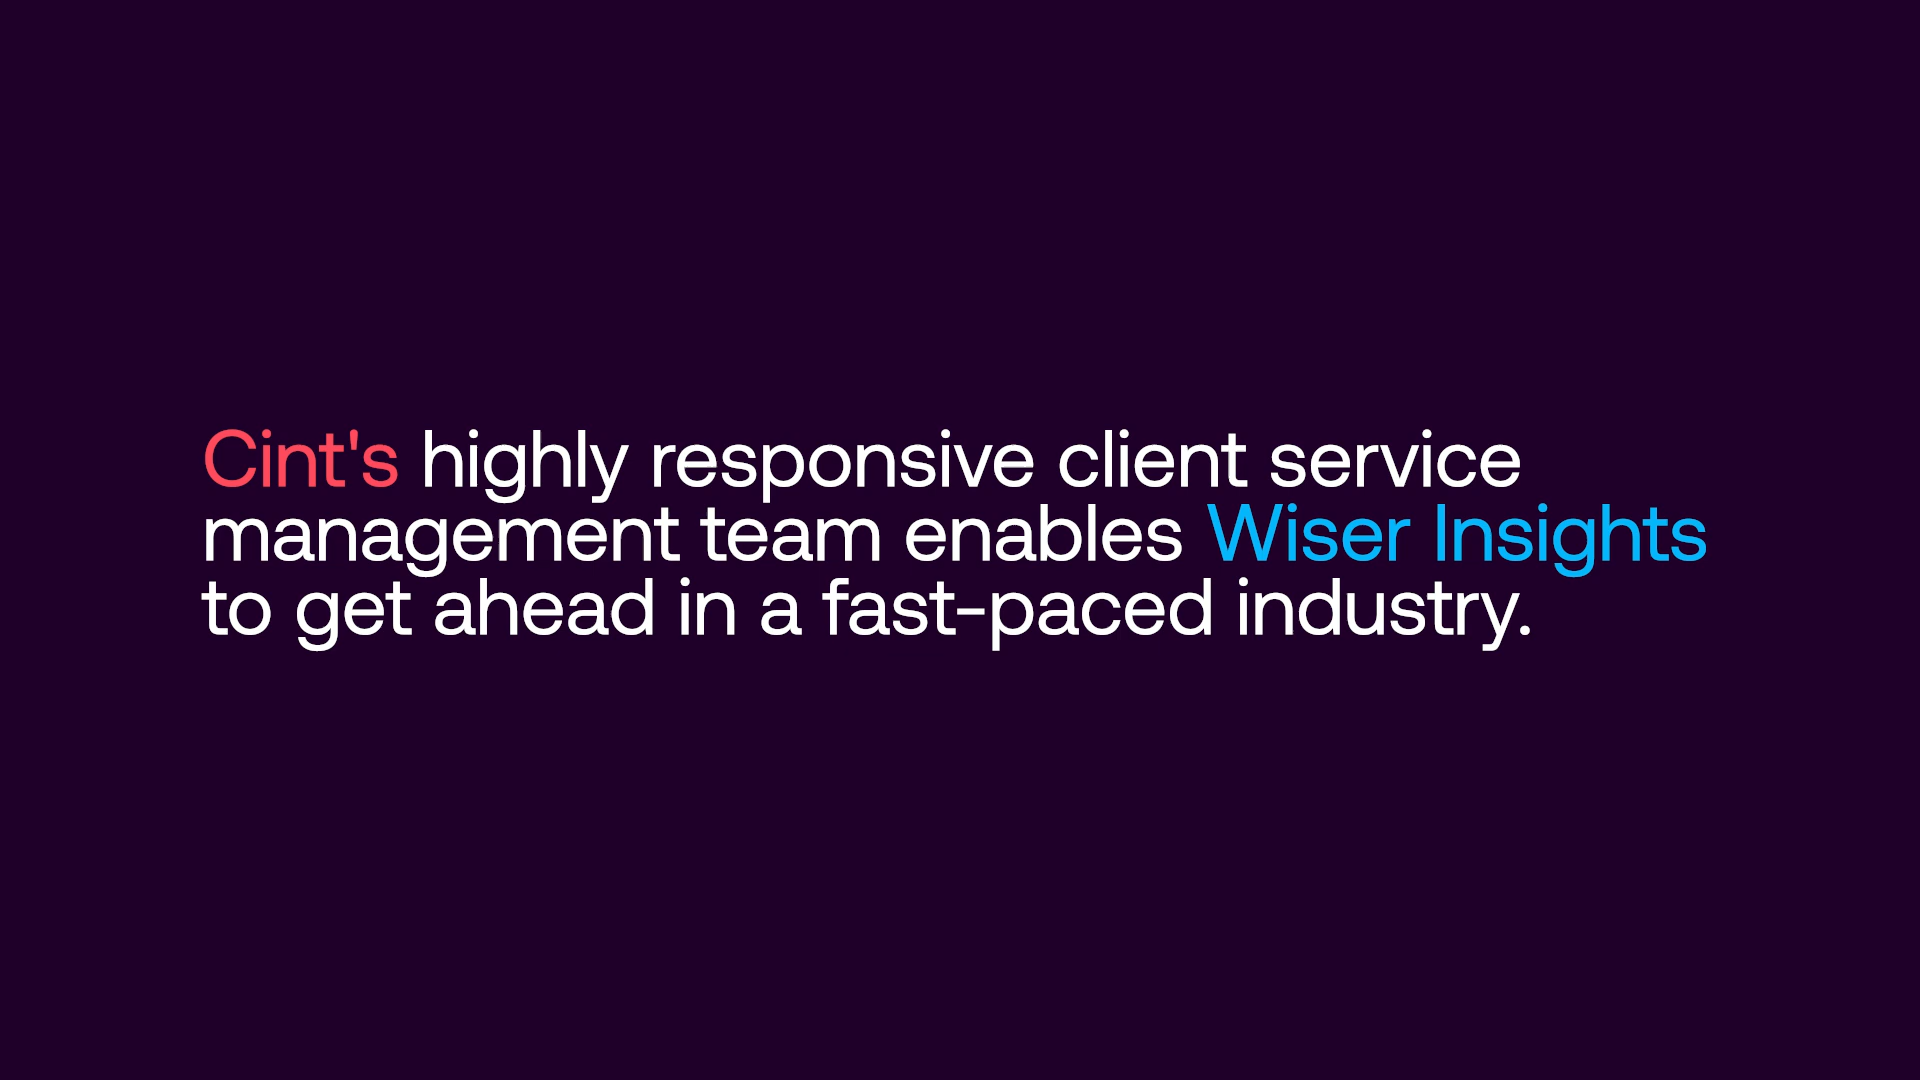 Cint's highly responsive client service
management team enables Wiser Insights
to get ahead in a fast-paced industry.